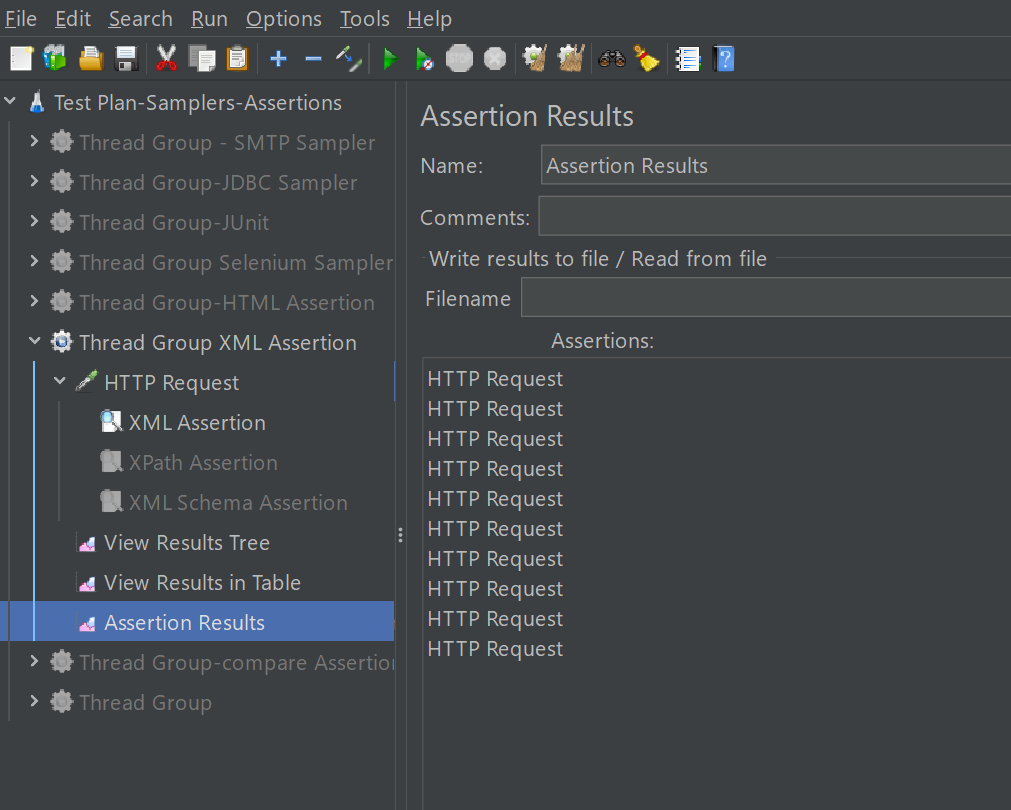 File Edit Search Run Options Tools Help
STOP
Test Plan-Samplers-Assertions
Thread Group - SMTP Sampler
Thread Group-JDBC Sampler
Thread Group-JUnit
Thread Group Selenium Sampler
Thread Group-HTML Assertion
Thread Group XML Assertion
HTTP Request
XML Assertion
XPath Assertion
XML Schema Assertion
View Results Tree
View Results in Table
Assertion Results
Thread Group-compare Assertion
Thread Group
Assertion Results
Name: Assertion Results
Comments:
Write results to file / Read from file
Filename
Assertions:
HTTP Request
HTTP Request
HTTP Request
HTTP Request
HTTP Request
HTTP Request
HTTP Request
HTTP Request
HTTP Request
HTTP Request